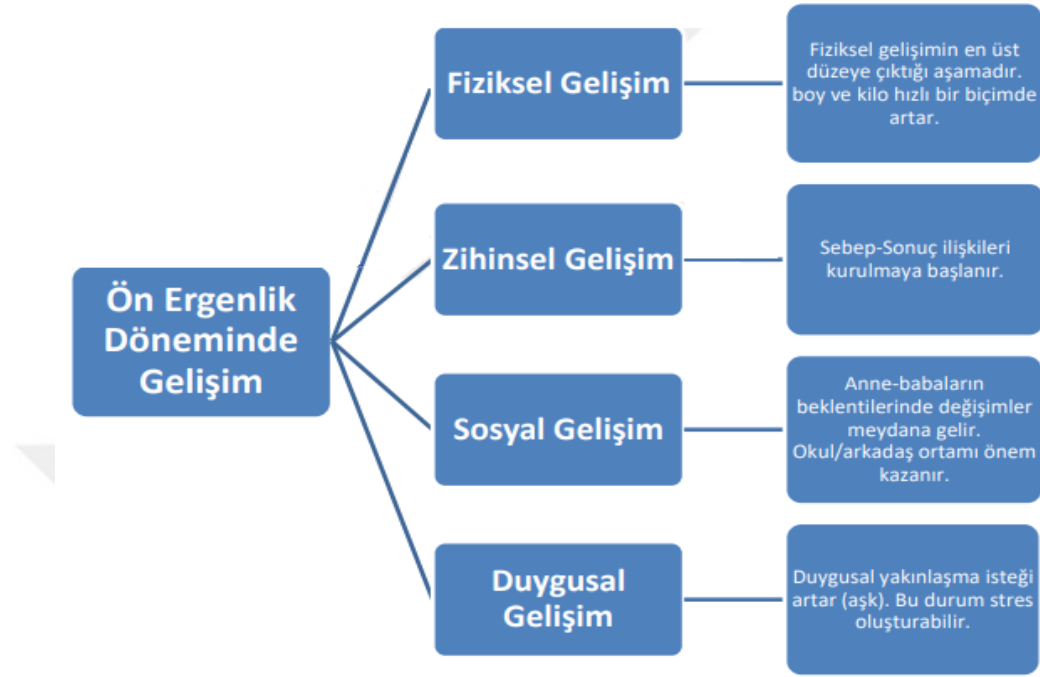 Ön Ergenlik
Döneminde
Gelişim
Fiziksel Gelişim
Fiziksel gelişimin en üst
düzeye çıktığı aşamadır.
boy ve kilo hızlı bir biçimde
artar.
Zihinsel Gelişim
Sebep-Sonuç ilişkileri
kurulmaya başlanır.
Sosyal Gelişim
Anne-babaların
beklentilerinde değişimler
meydana gelir.
Okul/arkadaş ortamı önem
kazanır.
Duygusal
Gelişim
Duygusal yakınlaşma isteği
artar (aşk). Bu durum stres
oluşturabilir.